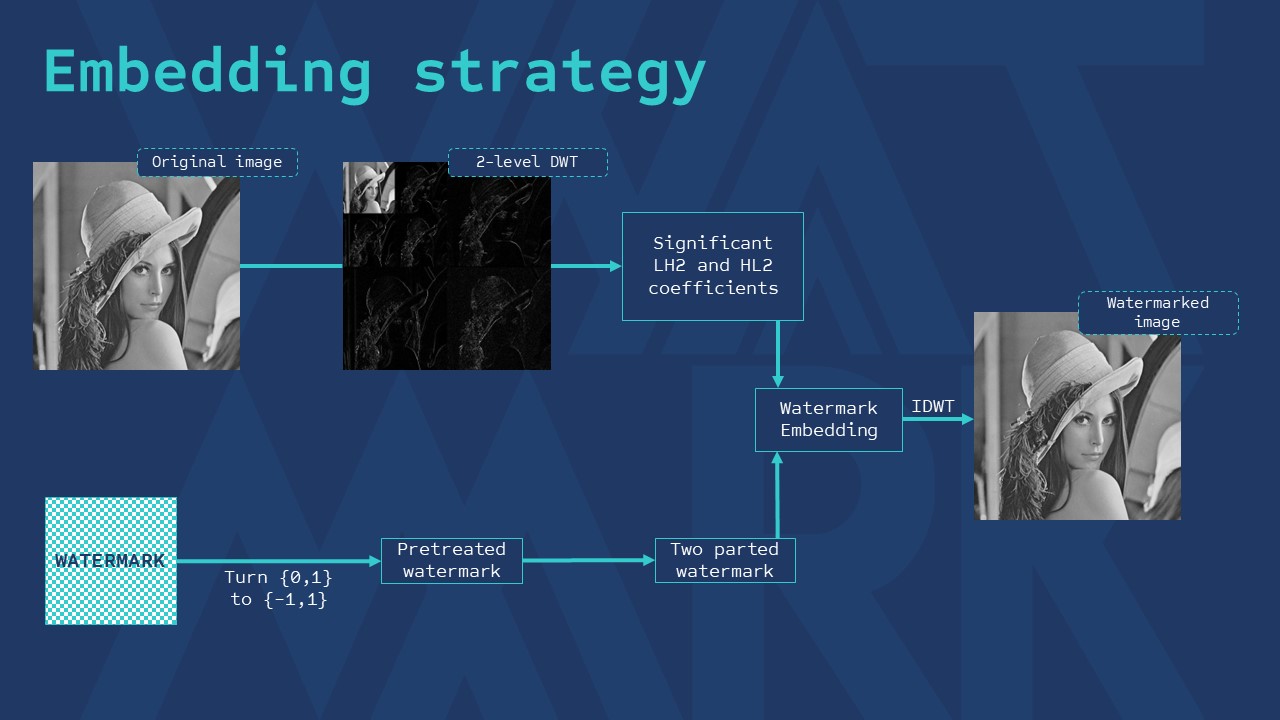 Embedding strategy
Original image
2-level DWT
Significant
LH2 and HL2
coefficients
Watermarked
image
Watermark
Embedding
IDWT
WATERMARK
Turn {0,1}
to {-1,1}
Pretreated
watermark
Two parted
watermark